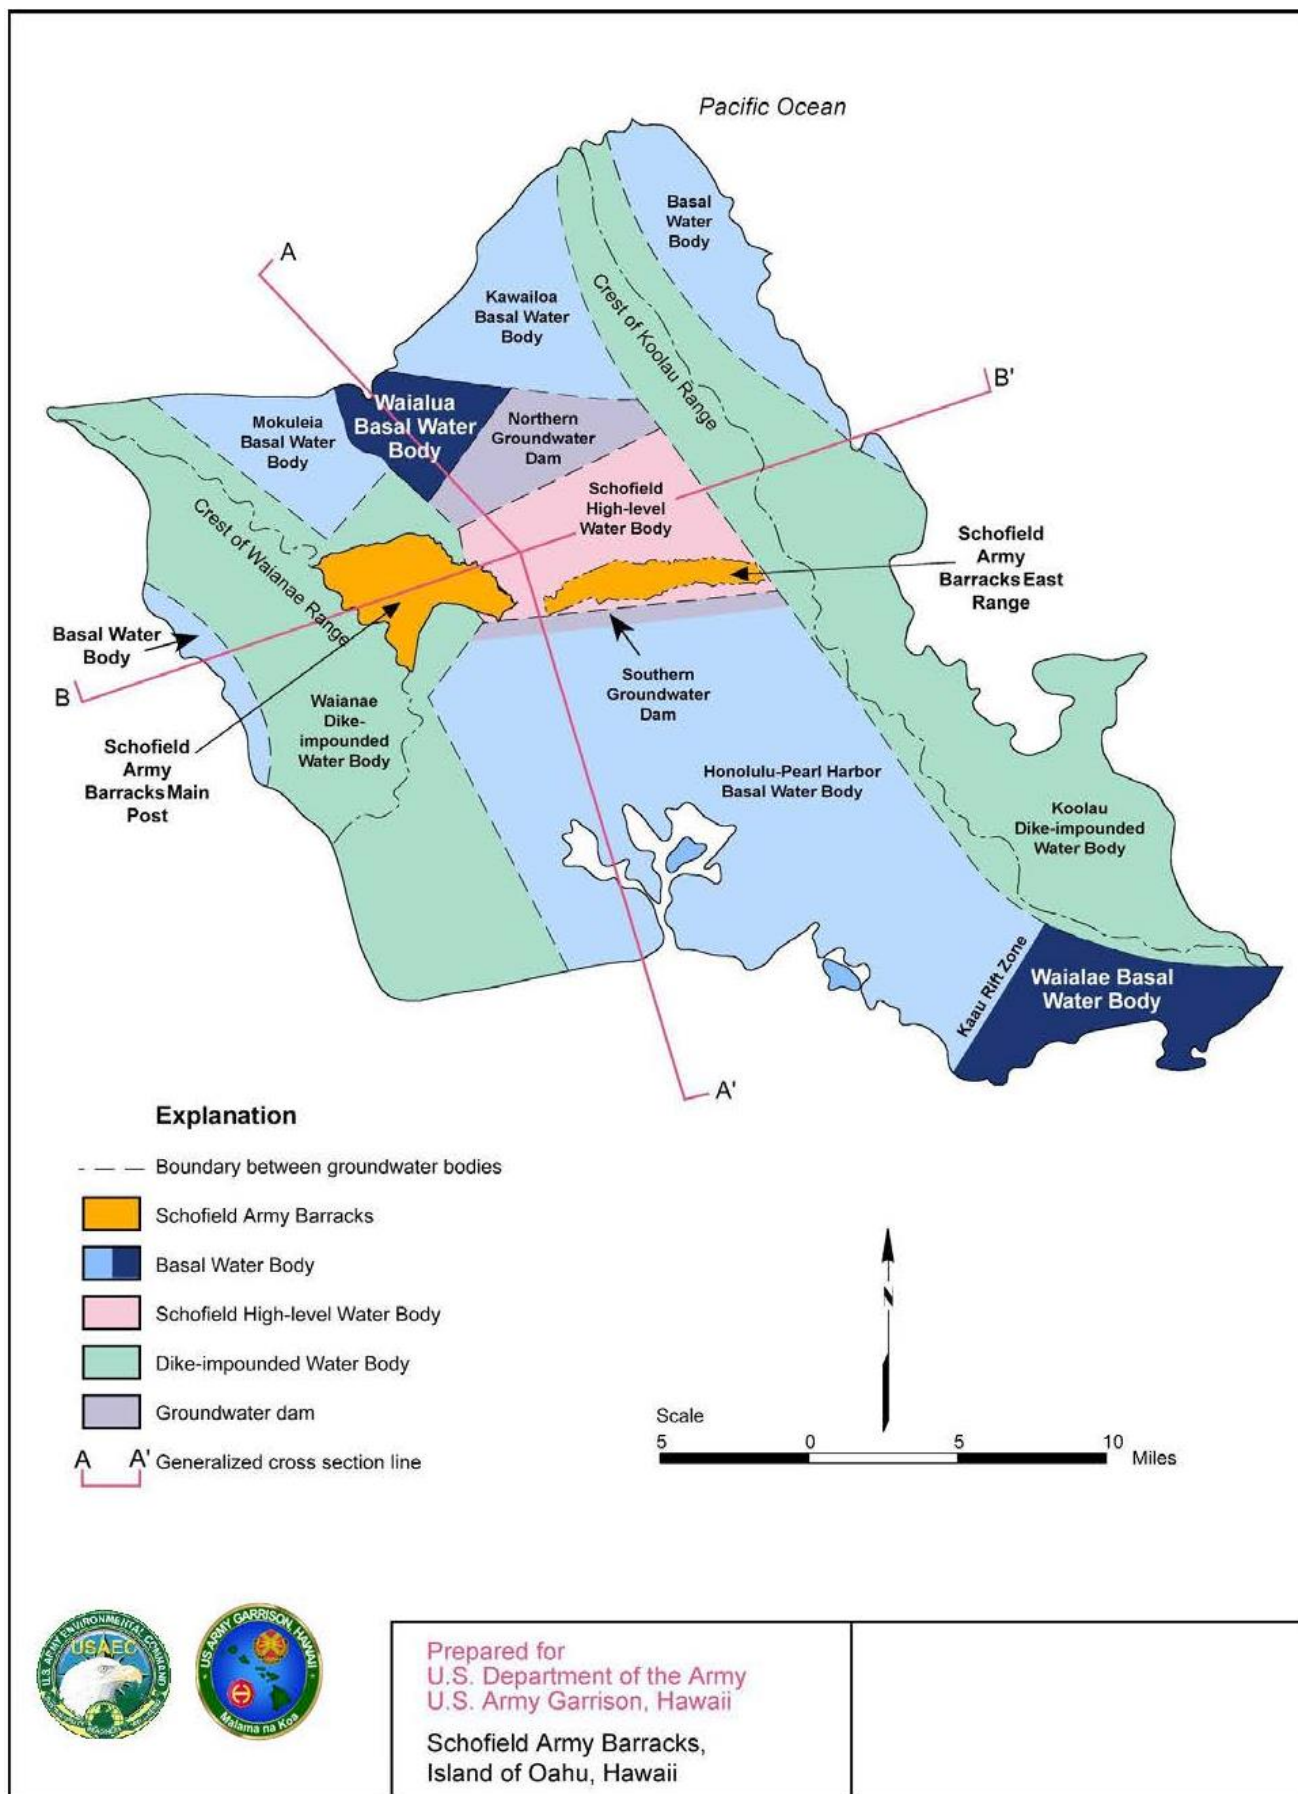 Pacific Ocean
Basal
Water
Body
A
Kawailoa
Basal Water
Body
Crest of Koolau Range
B'
Waialua
Basal Water
Body
Mokuleia
Basal Water
Body
Northern
Groundwater
Dam
Schofield
High-level
Water Body
Crest of Waianae Range
Schofield
Army
Barracks East
Range
Basal Water
Body
B
Southern
Groundwater
Dam
Waianae
Dike-
impounded
Water Body
Schofield
Army
Barracks Main
Post
Honolulu-Pearl Harbor
Basal Water Body
Koolau
Dike-impounded
Water Body
Kaau Rift Zone
Waialae Basal
Water Body
A'
Explanation
Boundary between groundwater bodies
Schofield Army Barracks
Basal Water Body
Schofield High-level Water Body
Dike-impounded Water Body
Groundwater dam
A A' Generalized cross section line
N
Scale
5 0 5 10
Miles
U.S. ARMY ENVIRONMENTAL COMMAND
USAEC
US ARMY GARRISON, HAWAII
Malama na Koa
Prepared for
U.S. Department of the Army
U.S. Army Garrison, Hawaii
Schofield Army Barracks,
Island of Oahu, Hawaii